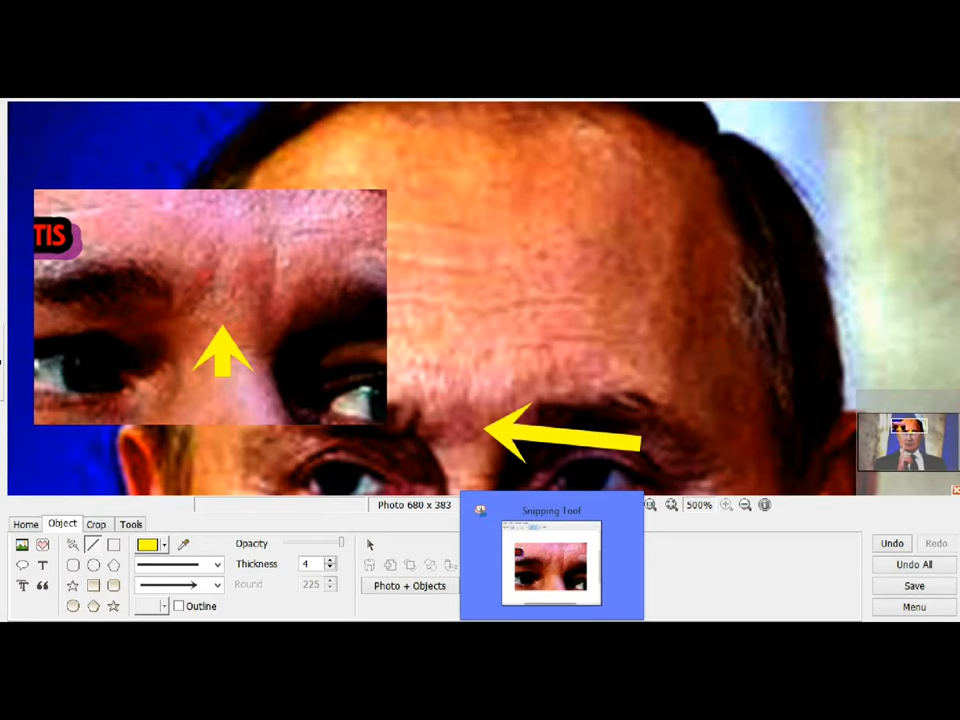 TIS
Photo 680 x 383
500%
Snipping Tool
Home
Object
Crop
Tools
Opacity
Thickness
4
Round
225
Outline
Photo + Objects
Undo
Redo
Undo All
Save
Menu